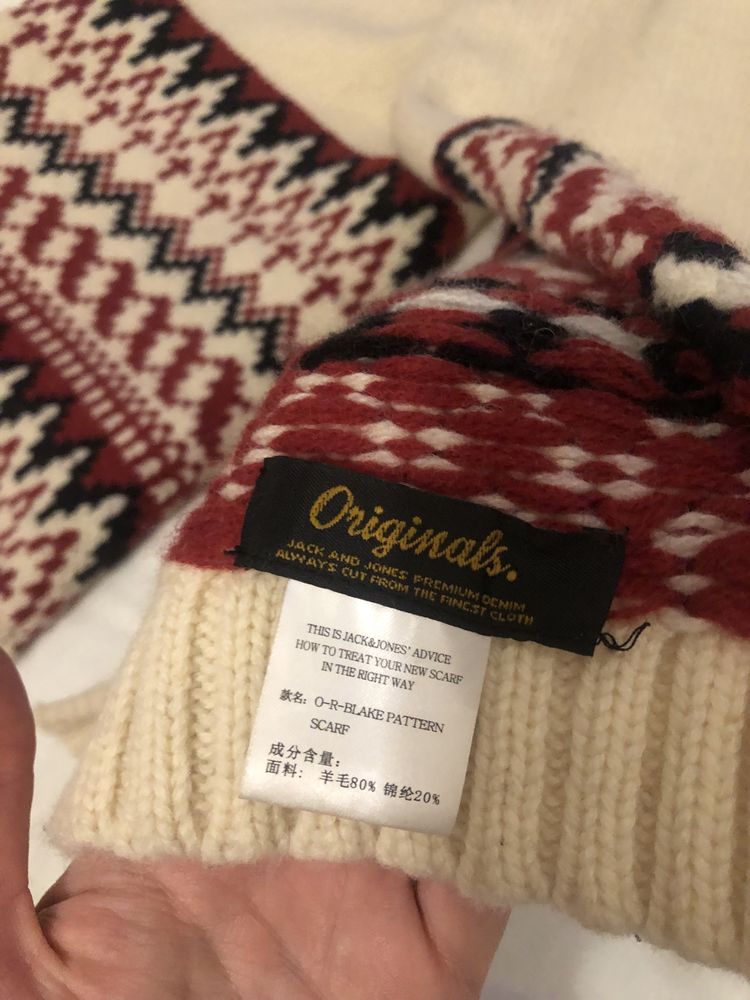 Originals.
JACK AND JONES PREMIUM DENIM
ALWAYS CUT FROM THE FINEST CLOTH
THIS IS JACK&JONES' ADVICE
HOW TO TREAT YOUR NEW SCARF
IN THE RIGHT WAY
款名: O-R-BLAKE PATTERN
SCARF
成分含量:
面料: 羊毛80% 锦纶20%